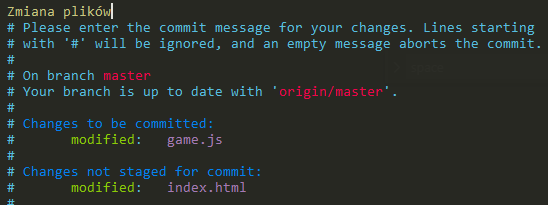 Zmiana plików
# Please enter the commit message for your changes. Lines starting
# with '#' will be ignored, and an empty message aborts the commit.
#
# On branch master
# Your branch is up to date with 'origin/master'.
#
# Changes to be committed:
#       modified:   game.js
#
# Changes not staged for commit:
#       modified:   index.html